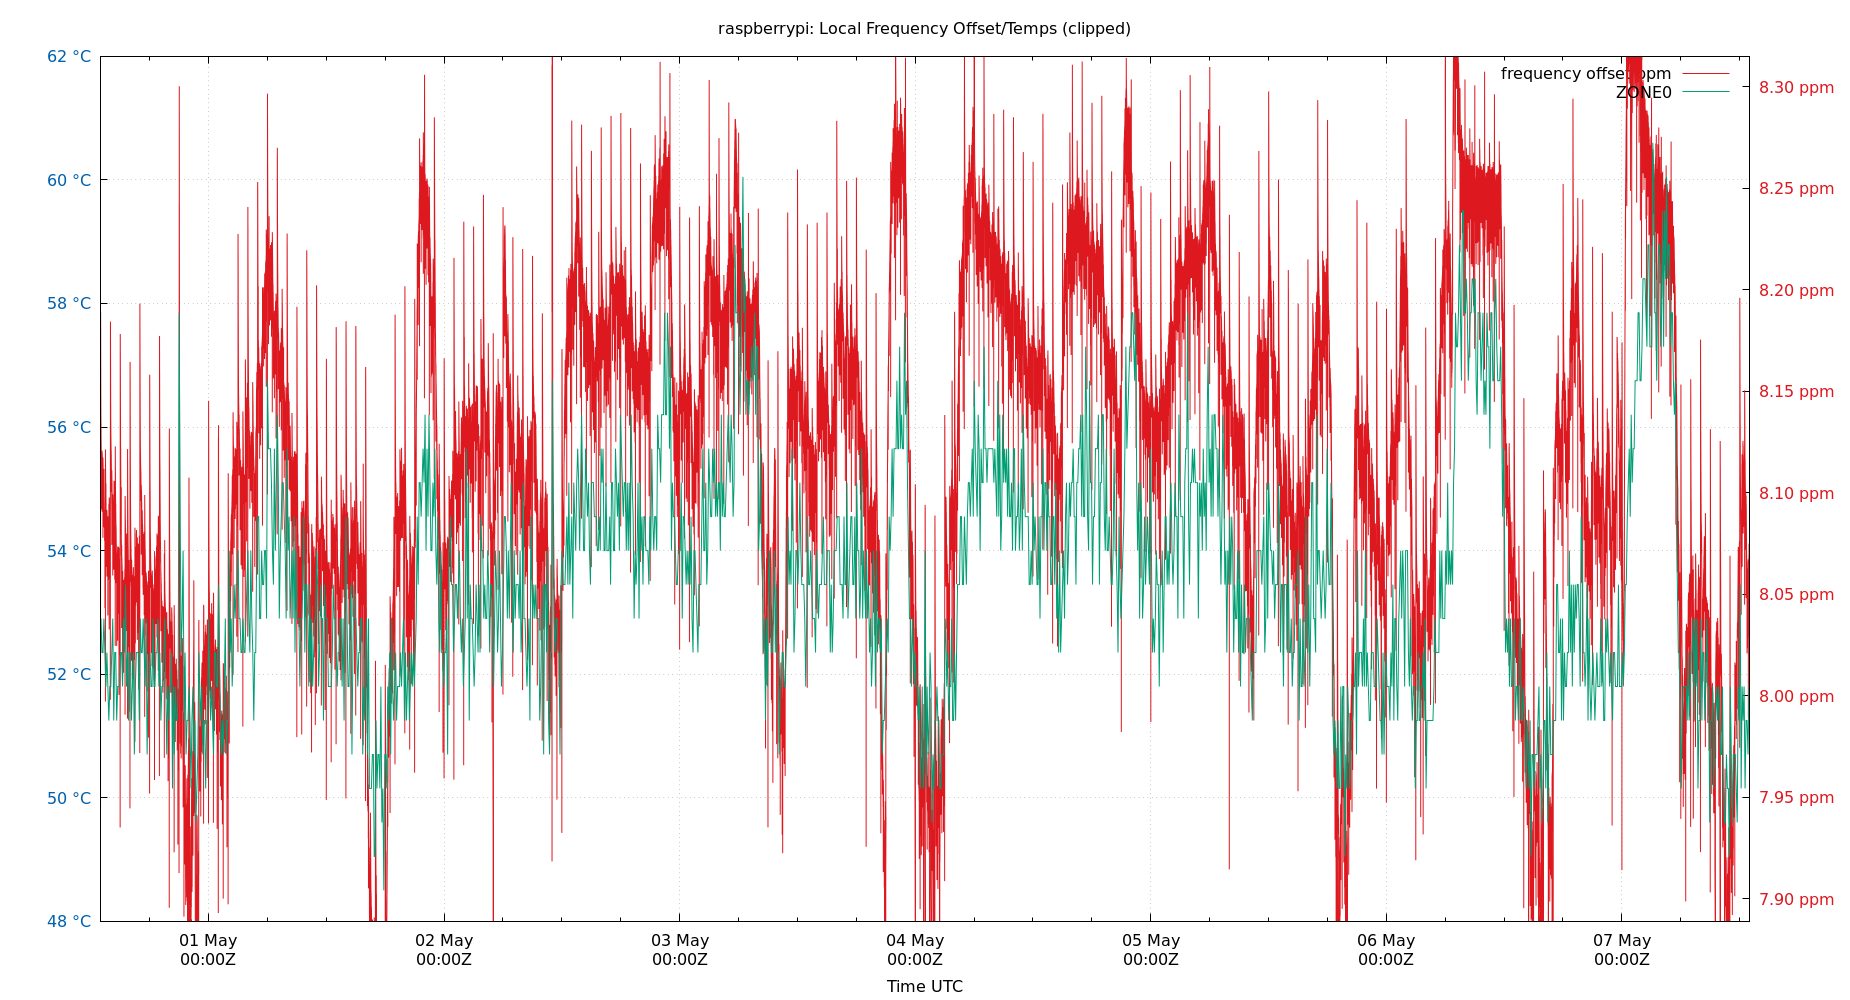 raspberrypi: Local Frequency Offset/Temps (clipped)
62 °C
60 °C
58 °C
56 °C
54 °C
52 °C
50 °C
48 °C
frequency offset ppm
ZONE0
8.30 ppm
8.25 ppm
8.20 ppm
8.15 ppm
8.10 ppm
8.05 ppm
8.00 ppm
7.95 ppm
7.90 ppm
01 May 02 May 03 May 04 May 05 May 06 May 07 May
00:00Z 00:00Z 00:00Z 00:00Z 00:00Z 00:00Z 00:00Z
Time UTC